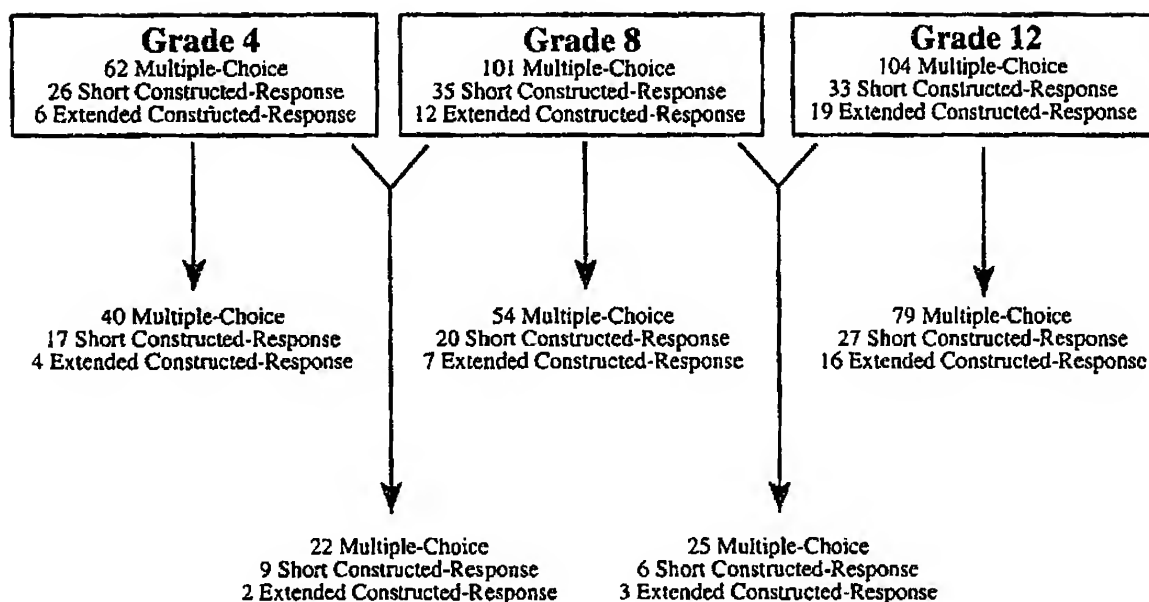 Grade 4
62 Multiple-Choice
26 Short Constructed-Response
6 Extended Constructed-Response
Grade 8
101 Multiple-Choice
35 Short Constructed-Response
12 Extended Constructed-Response
Grade 12
104 Multiple-Choice
33 Short Constructed-Response
19 Extended Constructed-Response
40 Multiple-Choice
17 Short Constructed-Response
4 Extended Constructed-Response
54 Multiple-Choice
20 Short Constructed-Response
7 Extended Constructed-Response
79 Multiple-Choice
27 Short Constructed-Response
16 Extended Constructed-Response
22 Multiple-Choice
9 Short Constructed-Response
2 Extended Constructed-Response
25 Multiple-Choice
6 Short Constructed-Response
3 Extended Constructed-Response